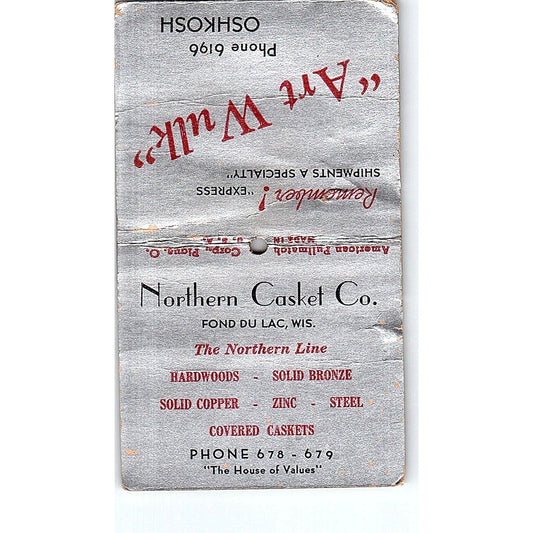 Remember! "EXPRESS
SHIPMENTS A SPECIALTY"
"Art Wulk"
Phone 6196
OSHKOSH
American Pullmatch
MADE IN
U. S. A.
Corp., Piqua, O.
Northern Casket Co.
FOND DU LAC, WIS.
The Northern Line
HARDWOODS - SOLID BRONZE
SOLID COPPER - ZINC - STEEL
COVERED CASKETS
PHONE 678 - 679
"The House of Values"